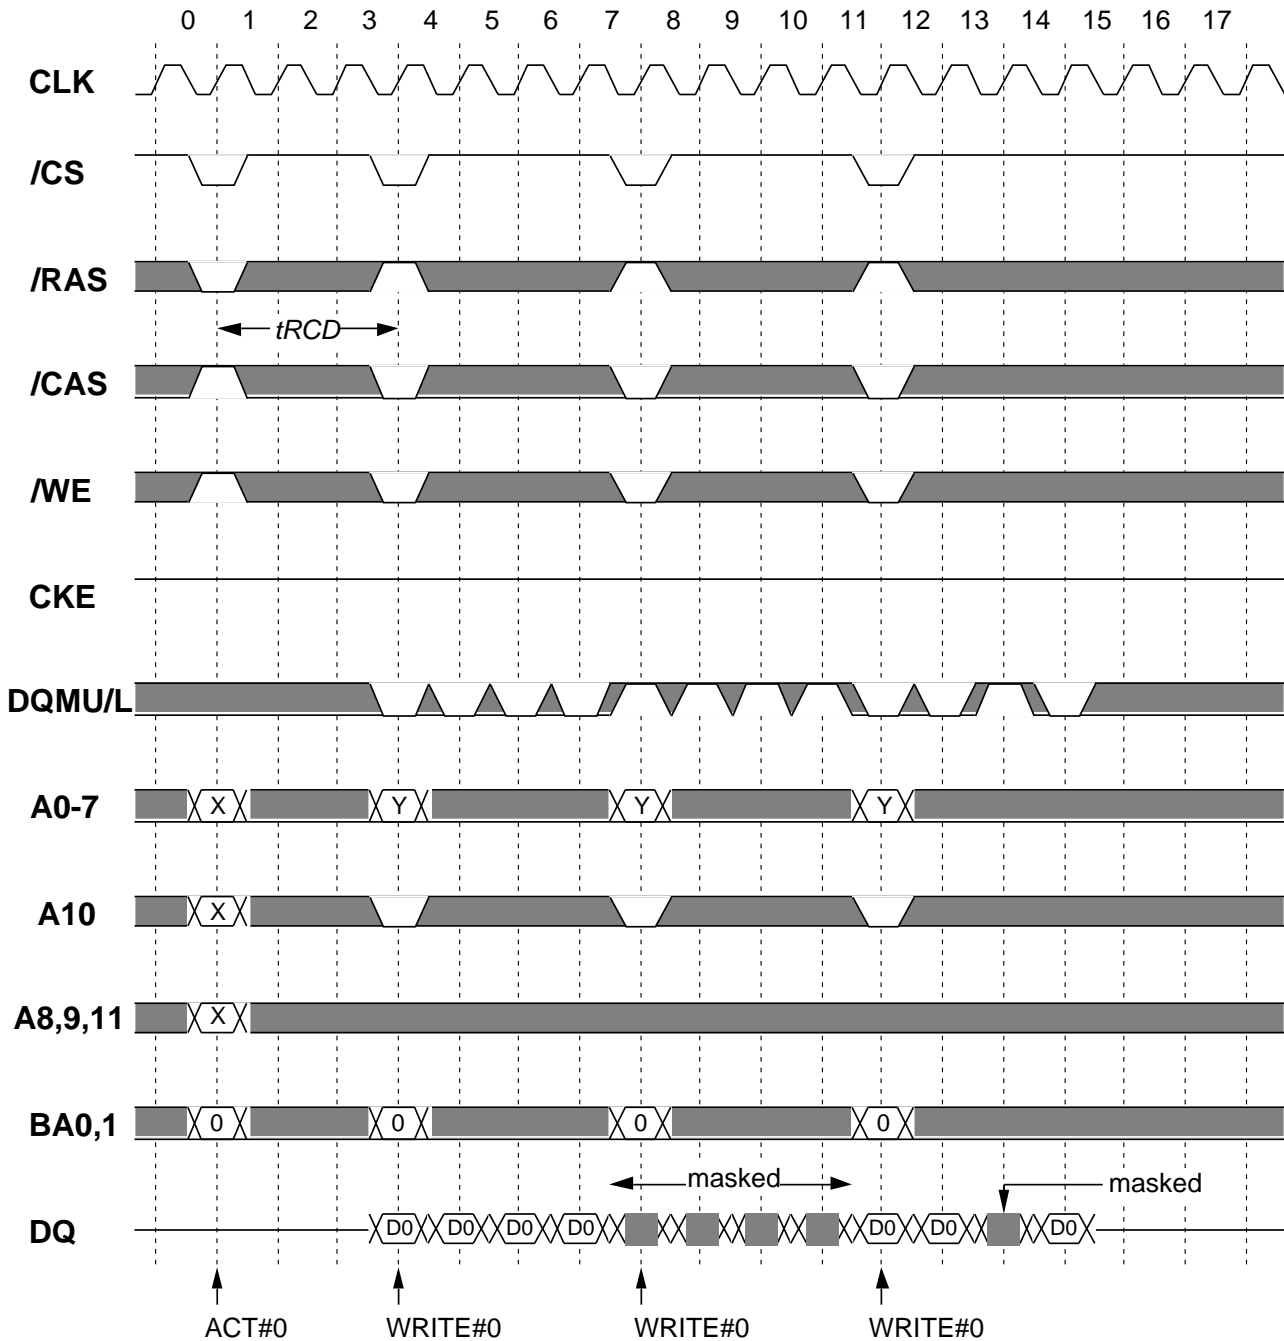 0 1 2 3 4 5 6 7 8 9 10 11 12 13 14 15 16 17
CLK
/CS
/RAS
tRCD
/CAS
/WE
CKE
DQMU/L
A0-7 X Y Y Y
A10 X
A8,9,11 X
BA0,1 0 0 0 0
masked masked
DQ D0 D0 D0 D0 D0 D0 D0
ACT#0 WRITE#0 WRITE#0 WRITE#0